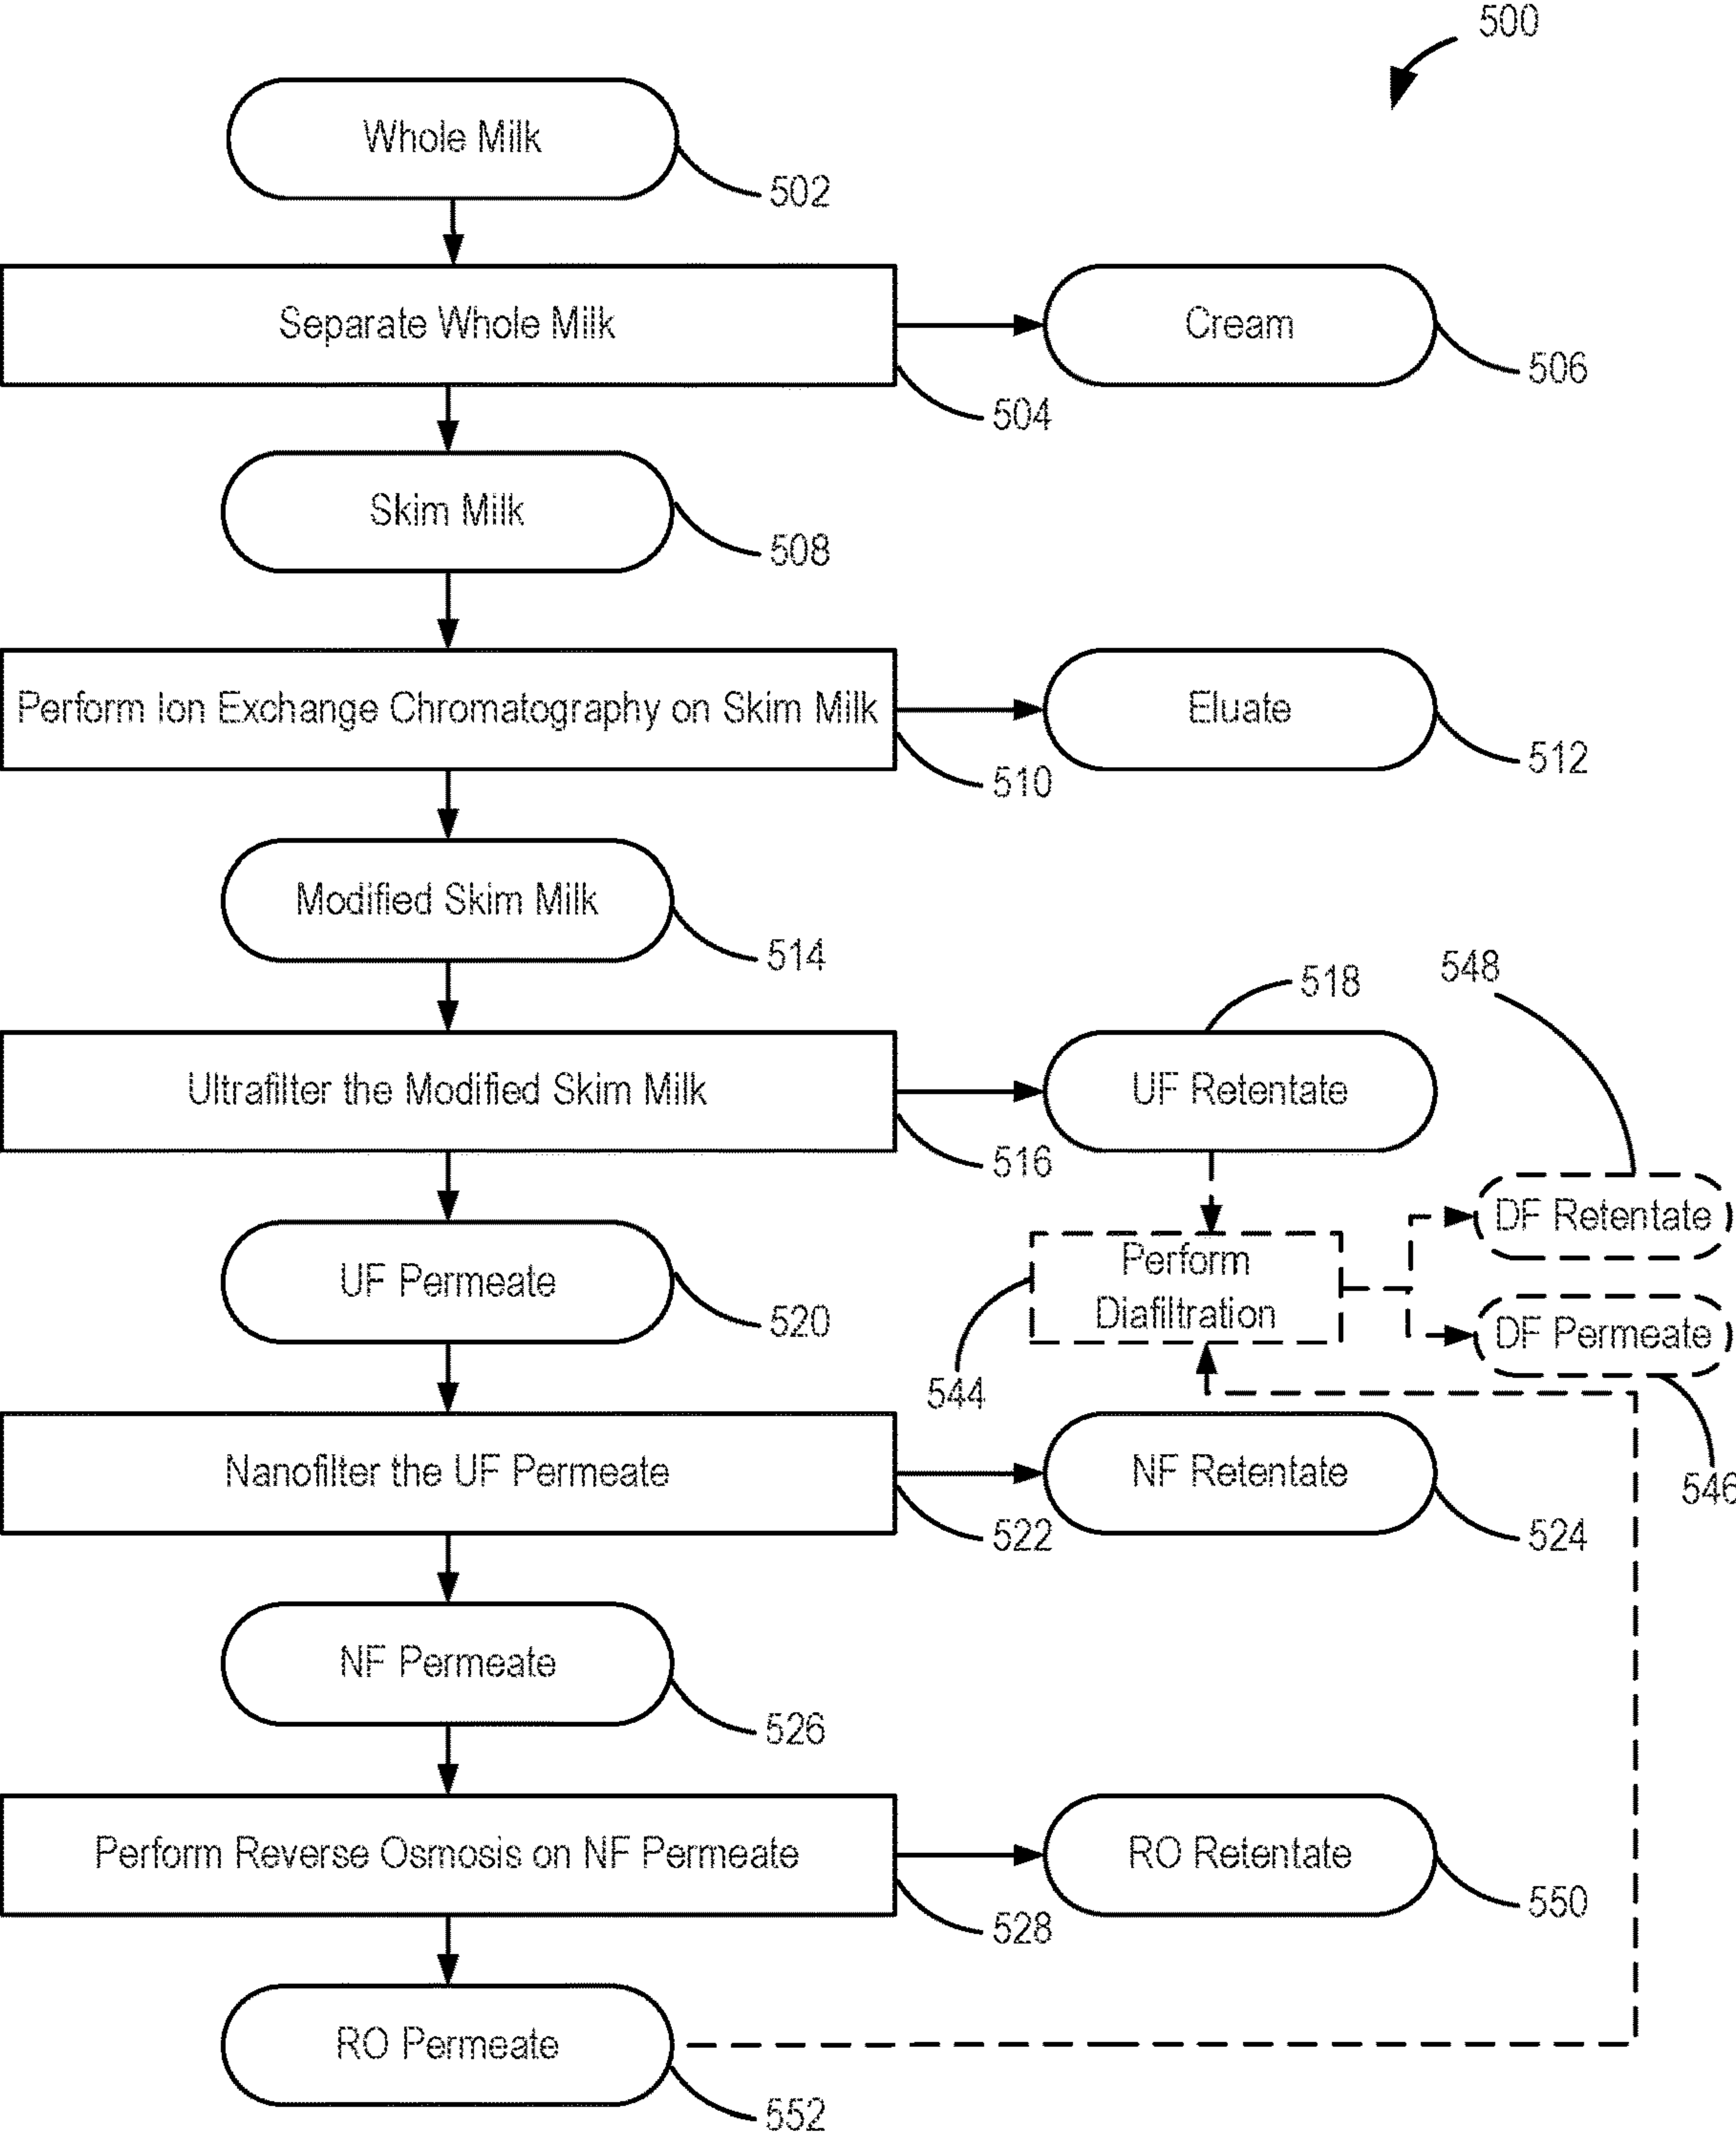 500
Whole Milk
502
Separate Whole Milk
Cream
506
504
Skim Milk
508
Perform Ion Exchange Chromatography on Skim Milk
Eluate
512
510
Modified Skim Milk
514
548
518
Ultrafilter the Modified Skim Milk
UF Retentate
516
DF Retentate
Perform
Diafiltration
UF Permeate
520
DF Permeate
544
Nanofilter the UF Permeate
NF Retentate
546
522
524
NF Permeate
526
Perform Reverse Osmosis on NF Permeate
RO Retentate
550
528
RO Permeate
552